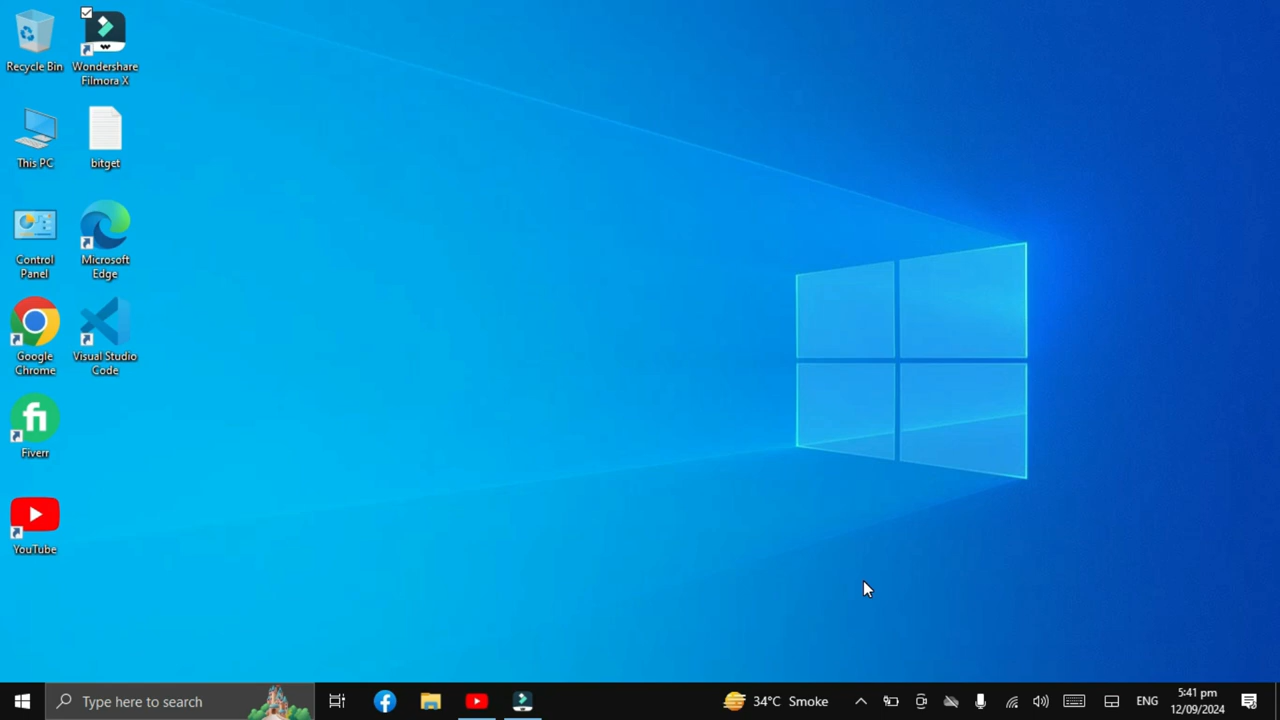 Recycle Bin
Wondershare
Filmora X
This PC
bitget
Control
Panel
Microsoft
Edge
Google
Chrome
Visual Studio
Code
fi
Fiverr
YouTube
Type here to search
34°C Smoke
ENG
5:41 pm
12/09/2024